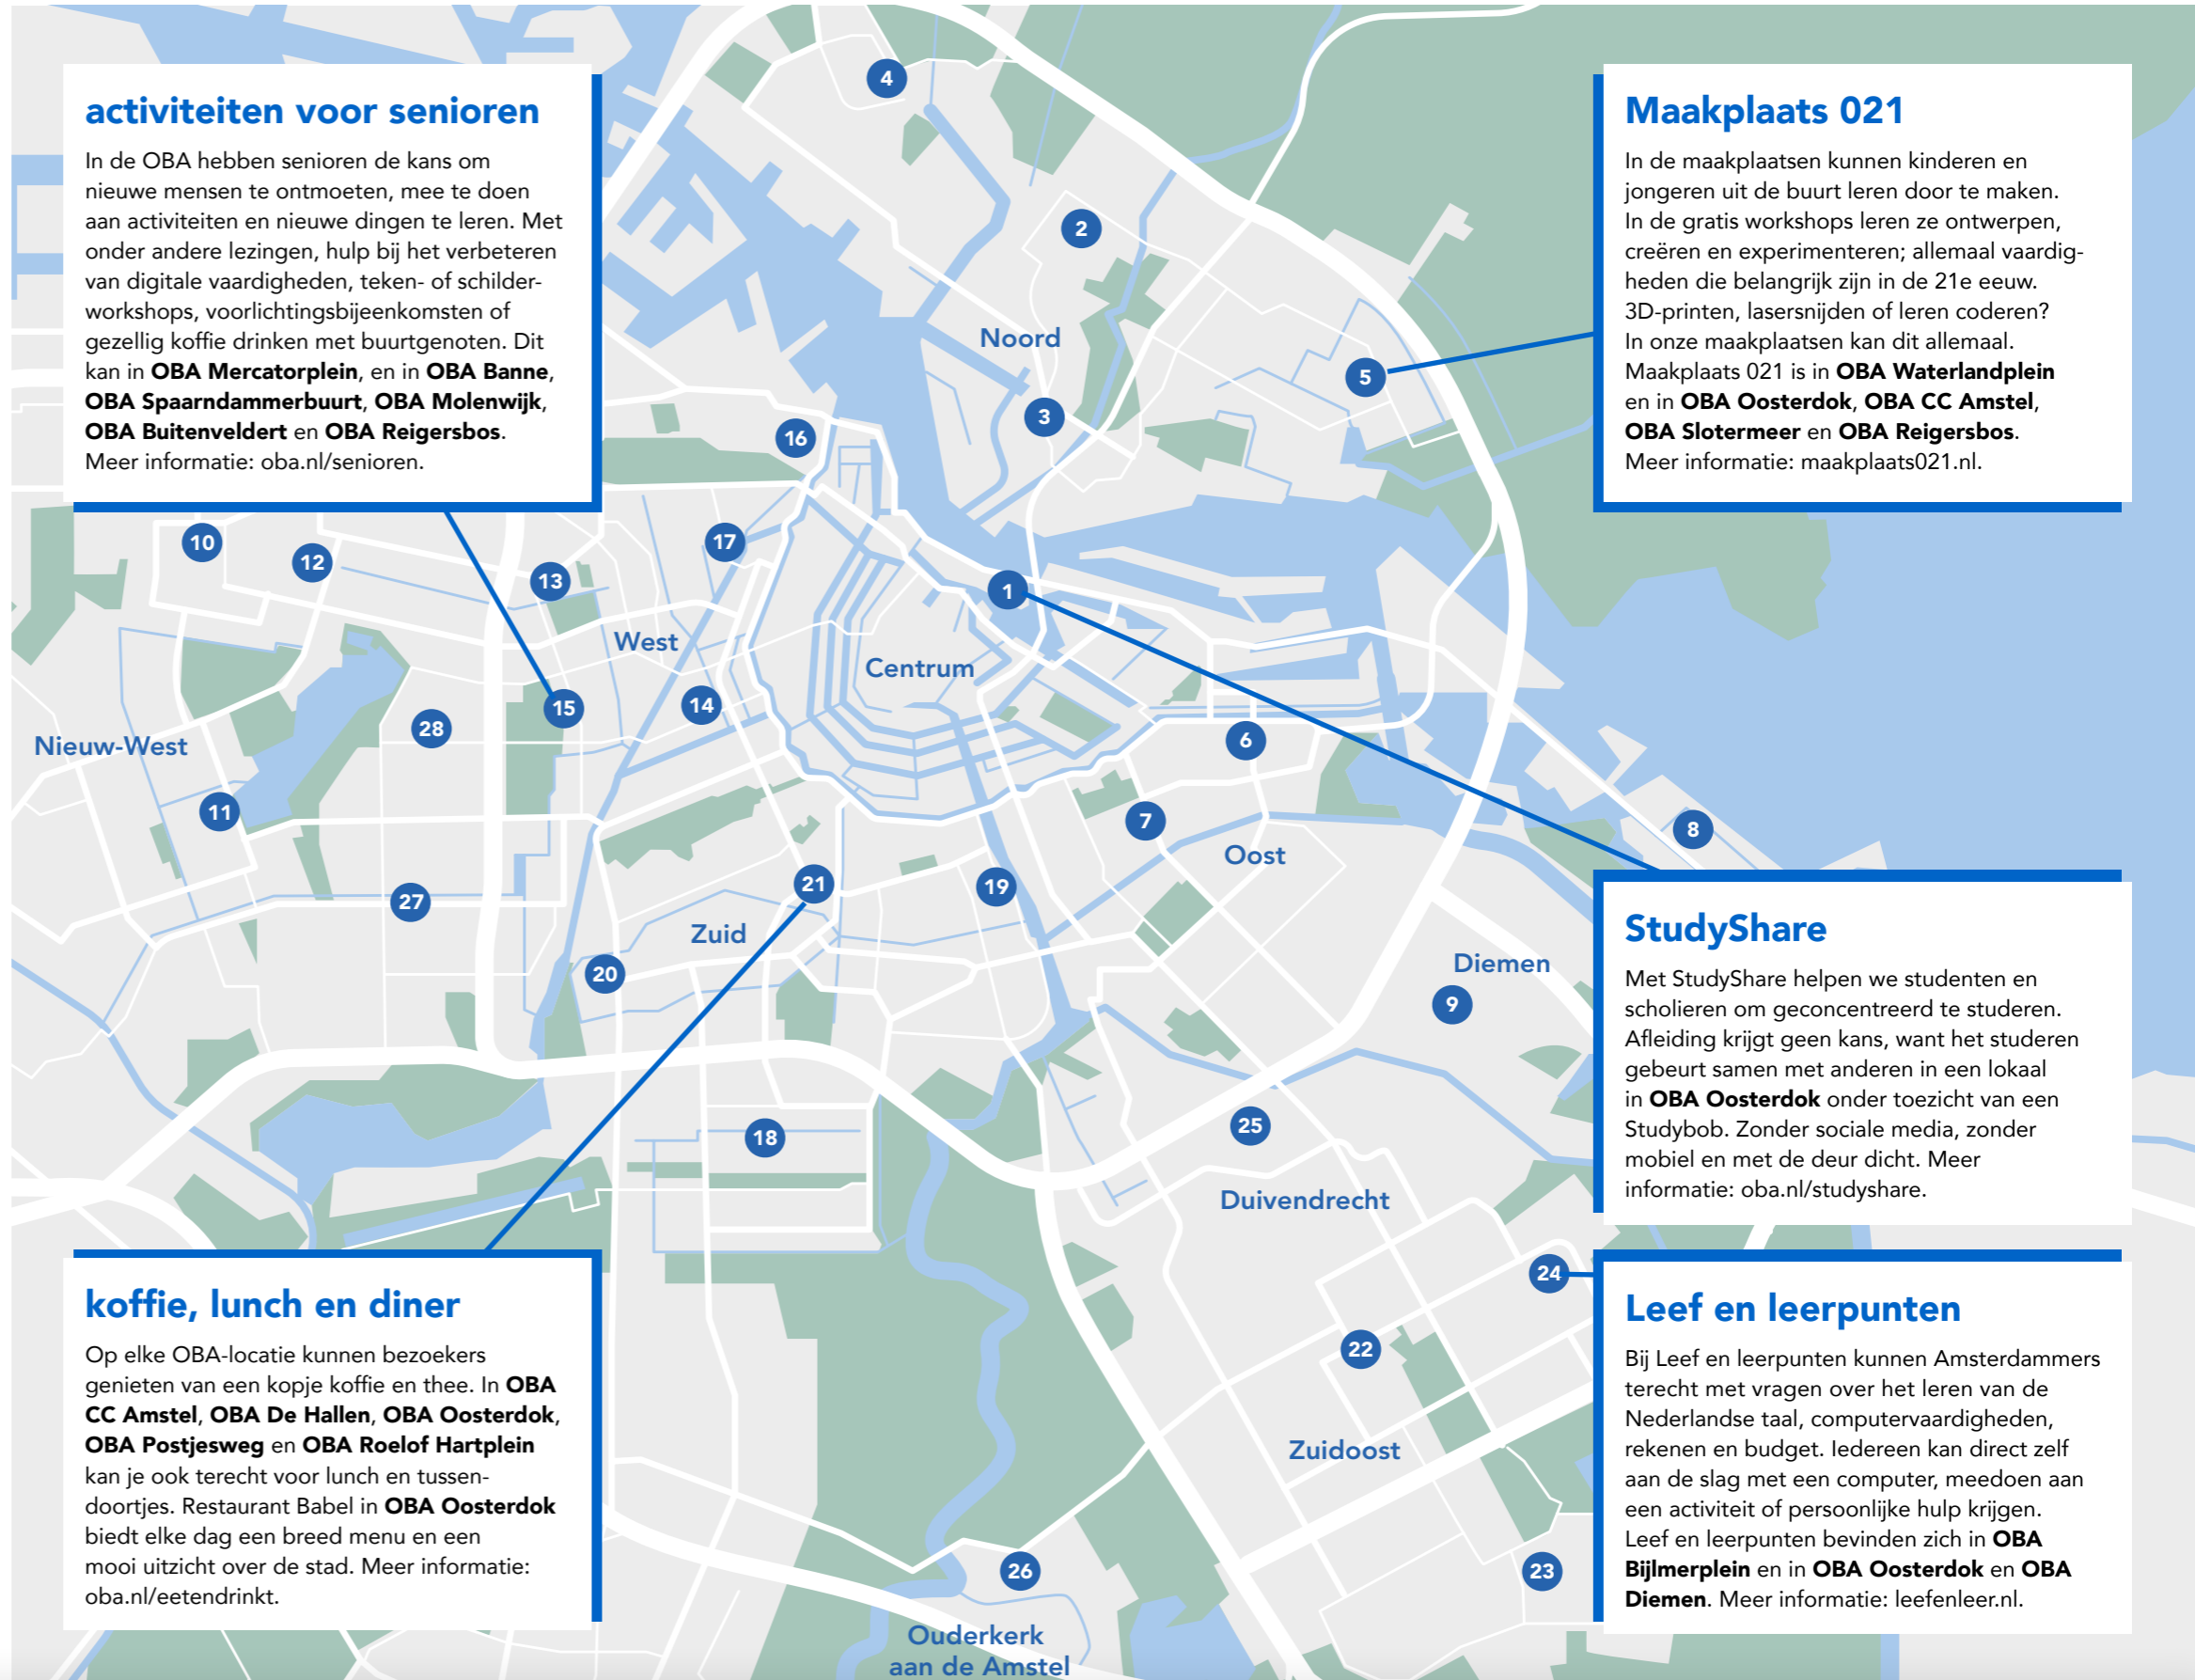 activiteiten voor senioren
In de OBA hebben senioren de kans om
nieuwe mensen te ontmoeten, mee te doen
aan activiteiten en nieuwe dingen te leren. Met
onder andere lezingen, hulp bij het verbeteren
van digitale vaardigheden, teken- of schilder-
workshops, voorlichtingsbijeenkomsten of
gezellig koffie drinken met buurtgenoten. Dit
kan in OBA Mercatorplein, en in OBA Banne,
OBA Spaarndammerbuurt, OBA Molenwijk,
OBA Buitenveldert en OBA Reigersbos.
Meer informatie: oba.nl/senioren.
Maakplaats 021
In de maakplaatsen kunnen kinderen en
jongeren uit de buurt leren door te maken.
In de gratis workshops leren ze ontwerpen,
creëren en experimenteren; allemaal vaardig-
heden die belangrijk zijn in de 21e eeuw.
3D-printen, lasersnijden of leren coderen?
In onze maakplaatsen kan dit allemaal.
Maakplaats 021 is in OBA Waterlandplein
en in OBA Oosterdok, OBA CC Amstel,
OBA Slotermeer en OBA Reigersbos.
Meer informatie: maakplaats021.nl.
4
2
Noord
5
3
16
10
12
17
13
1
West
Centrum
15
14
28
Nieuw-West
6
11
7
8
Oost
21
19
27
Zuid
20
Diemen
9
25
18
Duivendrecht
24
22
Zuidoost
26
23
Ouderkerk
aan de Amstel
StudyShare
Met StudyShare helpen we studenten en
scholieren om geconcentreerd te studeren.
Afleiding krijgt geen kans, want het studeren
gebeurt samen met anderen in een lokaal
in OBA Oosterdok onder toezicht van een
Studybob. Zonder sociale media, zonder
mobiel en met de deur dicht. Meer
informatie: oba.nl/studyshare.
koffie, lunch en diner
Op elke OBA-locatie kunnen bezoekers
genieten van een kopje koffie en thee. In OBA
CC Amstel, OBA De Hallen, OBA Oosterdok,
OBA Postjesweg en OBA Roelof Hartplein
kan je ook terecht voor lunch en tussen-
doortjes. Restaurant Babel in OBA Oosterdok
biedt elke dag een breed menu en een
mooi uitzicht over de stad. Meer informatie:
oba.nl/eetendrinkt.
Leef en leerpunten
Bij Leef en leerpunten kunnen Amsterdammers
terecht met vragen over het leren van de
Nederlandse taal, computervaardigheden,
rekenen en budget. Iedereen kan direct zelf
aan de slag met een computer, meedoen aan
een activiteit of persoonlijke hulp krijgen.
Leef en leerpunten bevinden zich in OBA
Bijlmerplein en in OBA Oosterdok en OBA
Diemen. Meer informatie: leefenleer.nl.